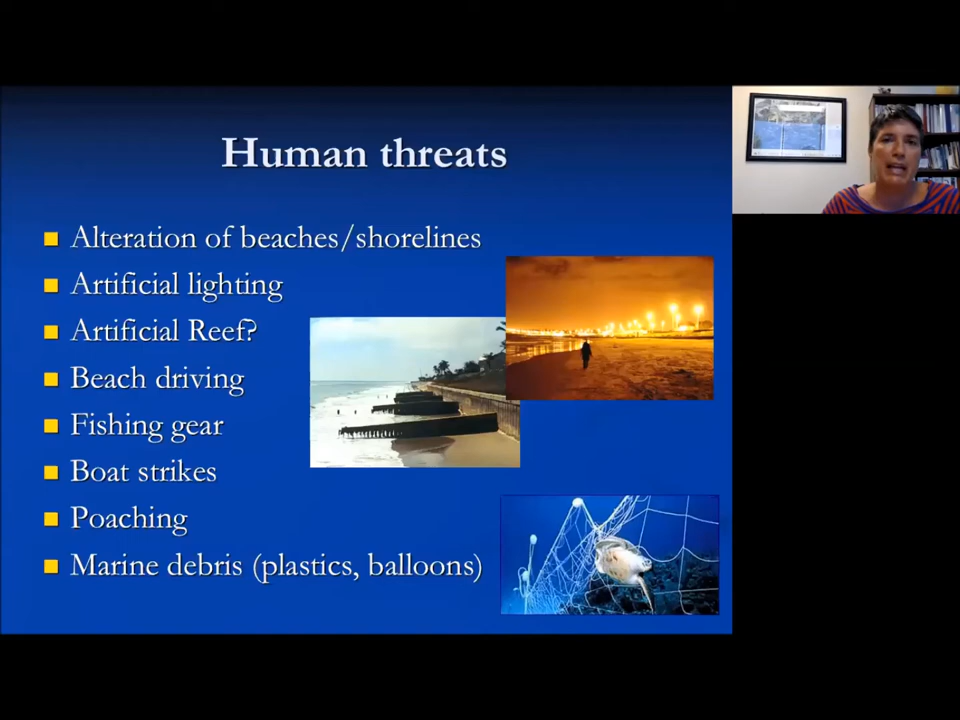 Human threats
Alteration of beaches/shorelines
Artificial lighting
Artificial Reef?
Beach driving
Fishing gear
Boat strikes
Poaching
Marine debris (plastics, balloons)